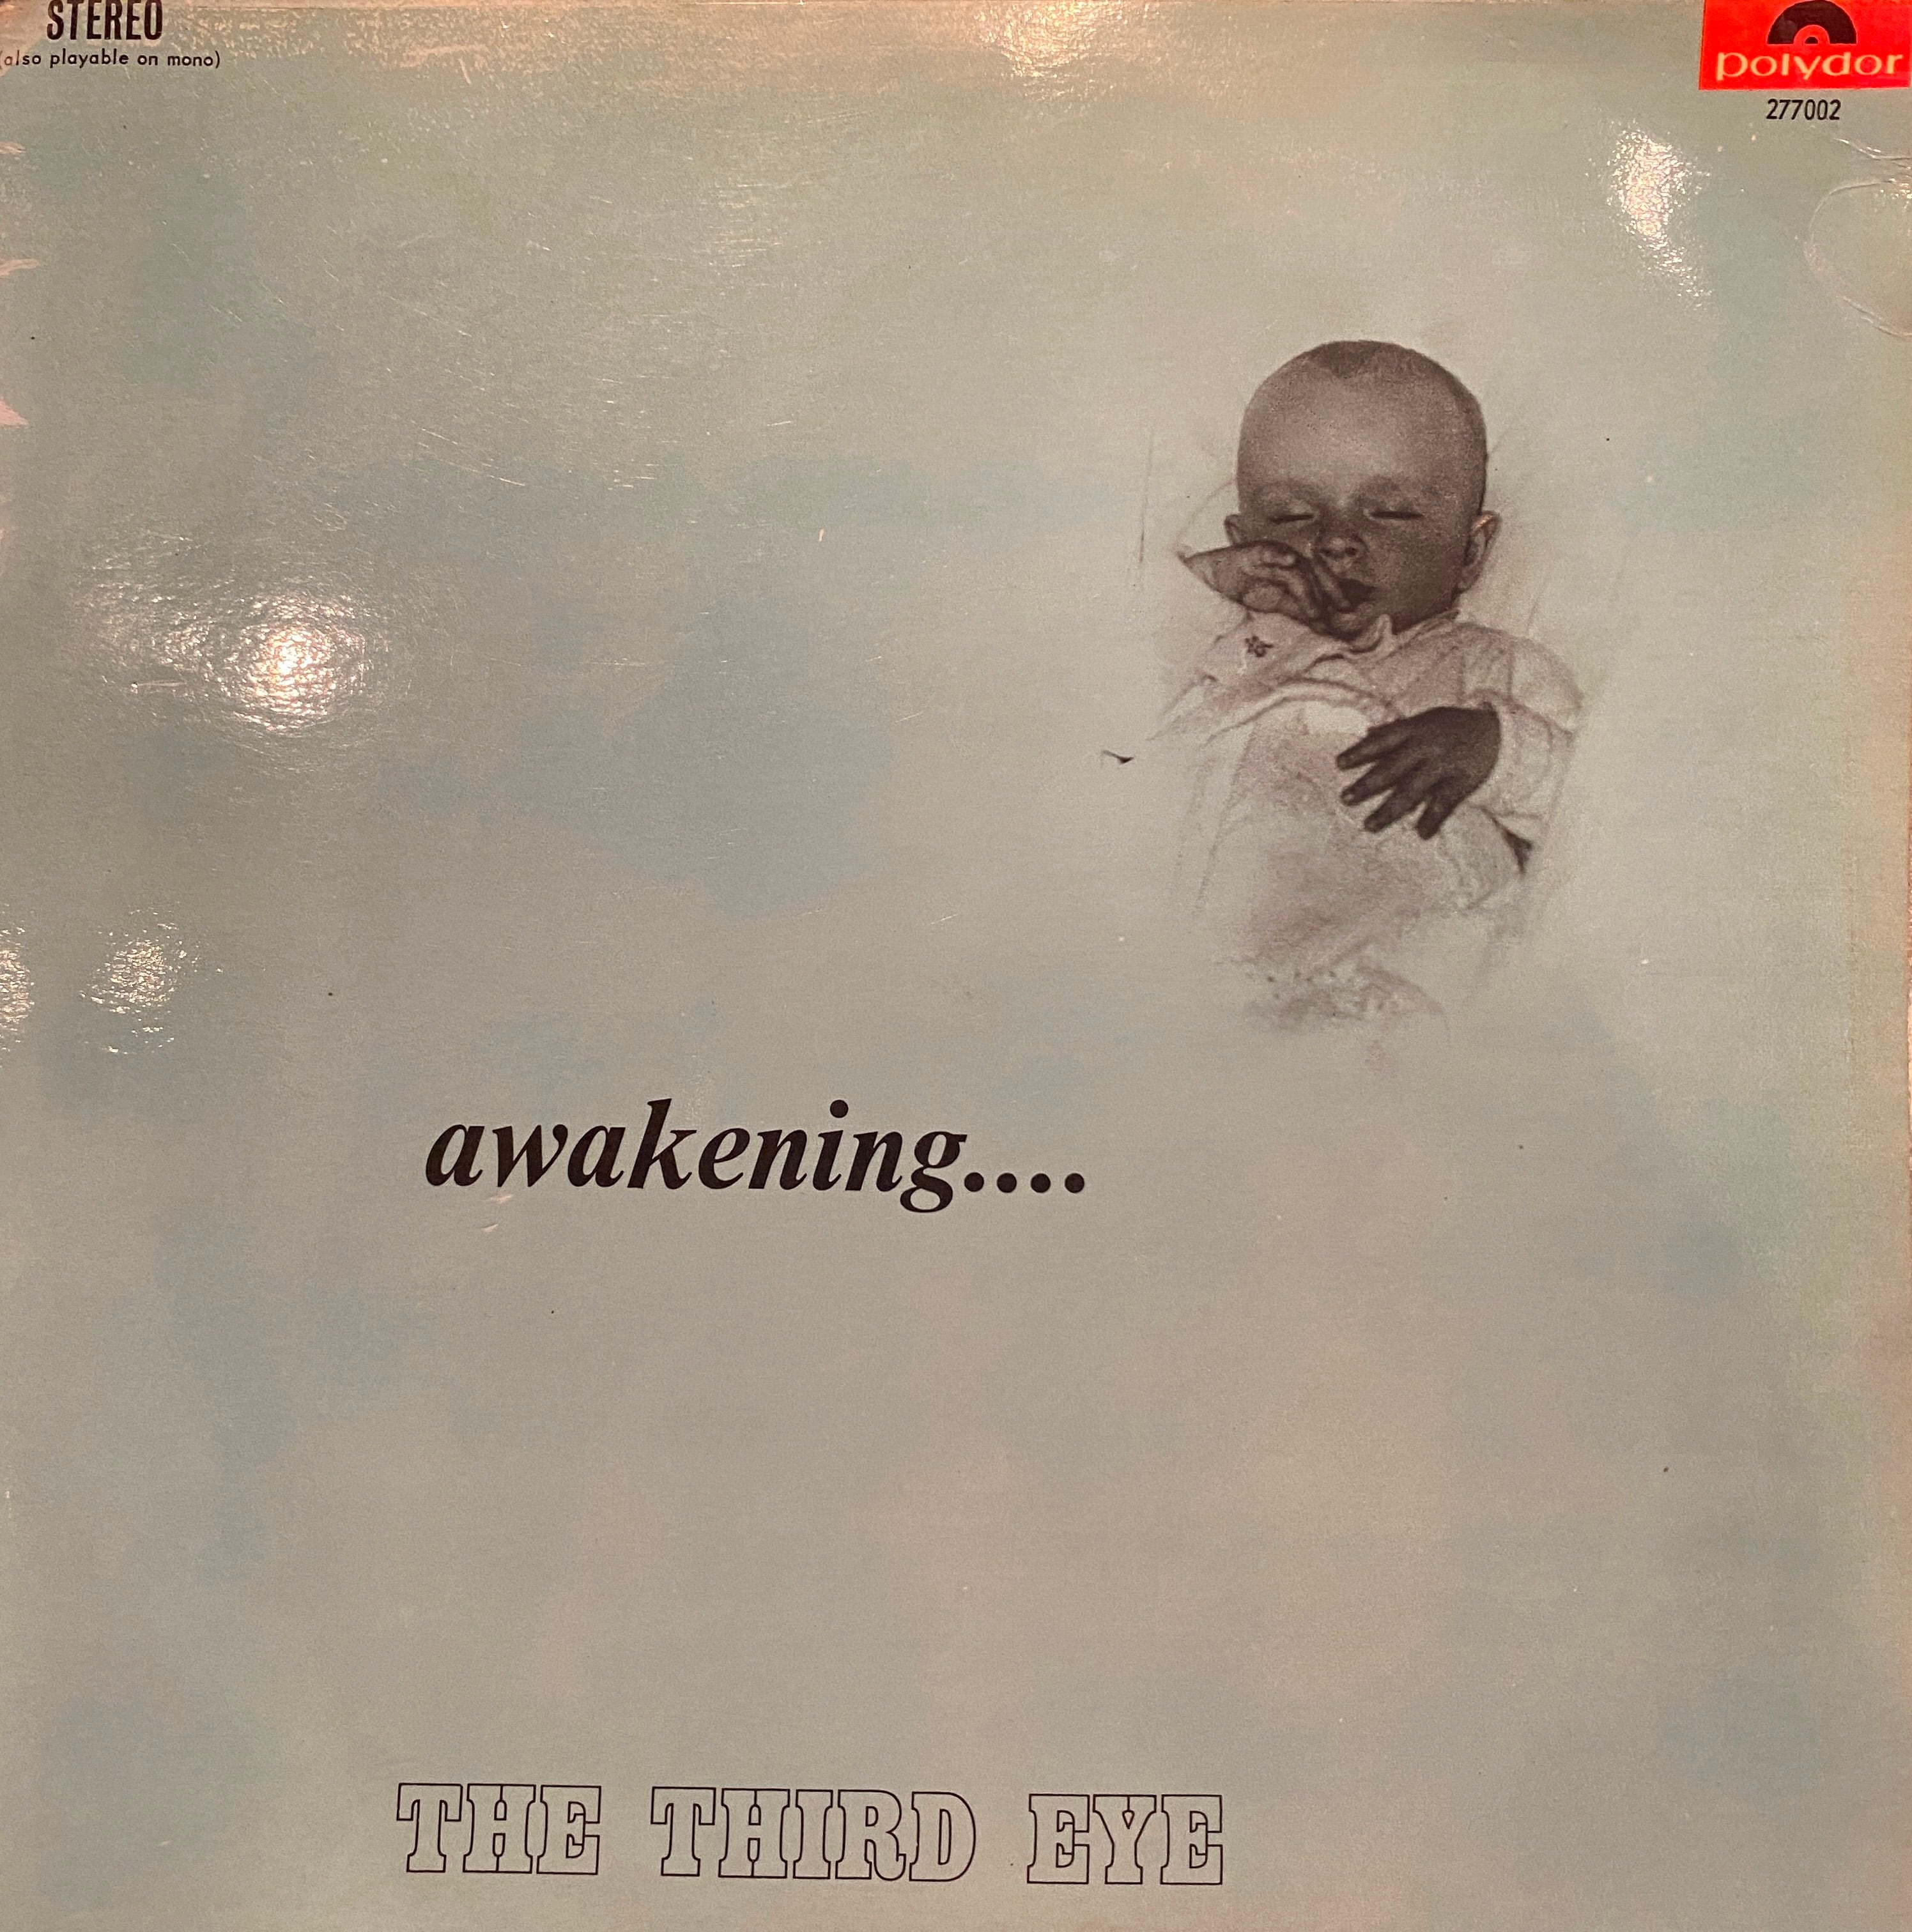 STEREO
(also playable on mono)
polydor
277002
awakening....
THE THIRD EYE